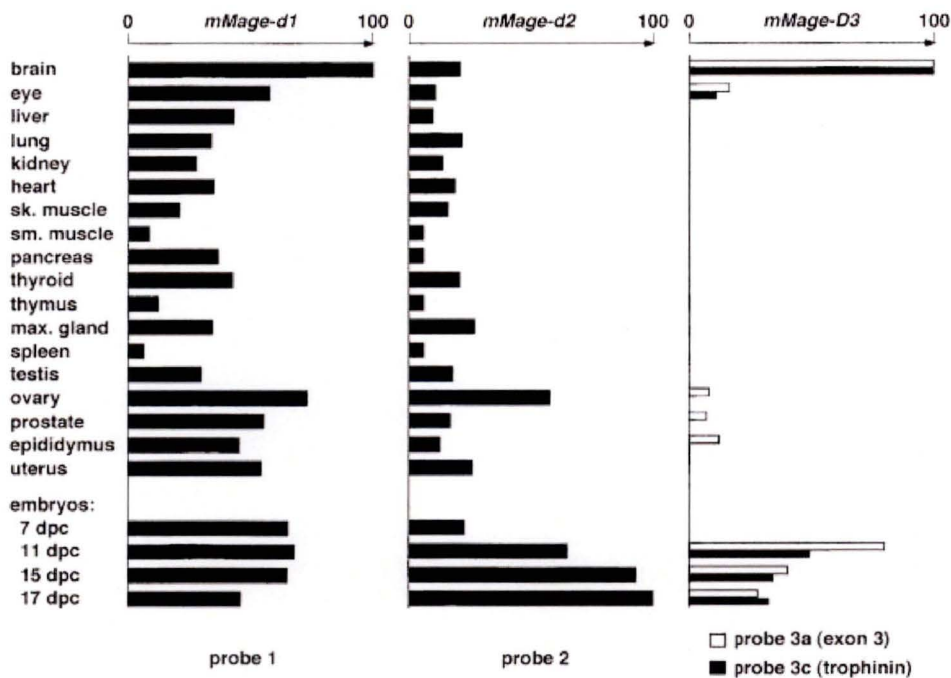 0 mMage-d1 100
0 mMage-d2 100
0 mMage-D3 100
brain
eye
liver
lung
kidney
heart
sk. muscle
sm. muscle
pancreas
thyroid
thymus
max. gland
spleen
testis
ovary
prostate
epididymus
uterus
embryos:
7 dpc
11 dpc
15 dpc
17 dpc
probe 1
probe 2
probe 3a (exon 3)
probe 3c (trophinin)